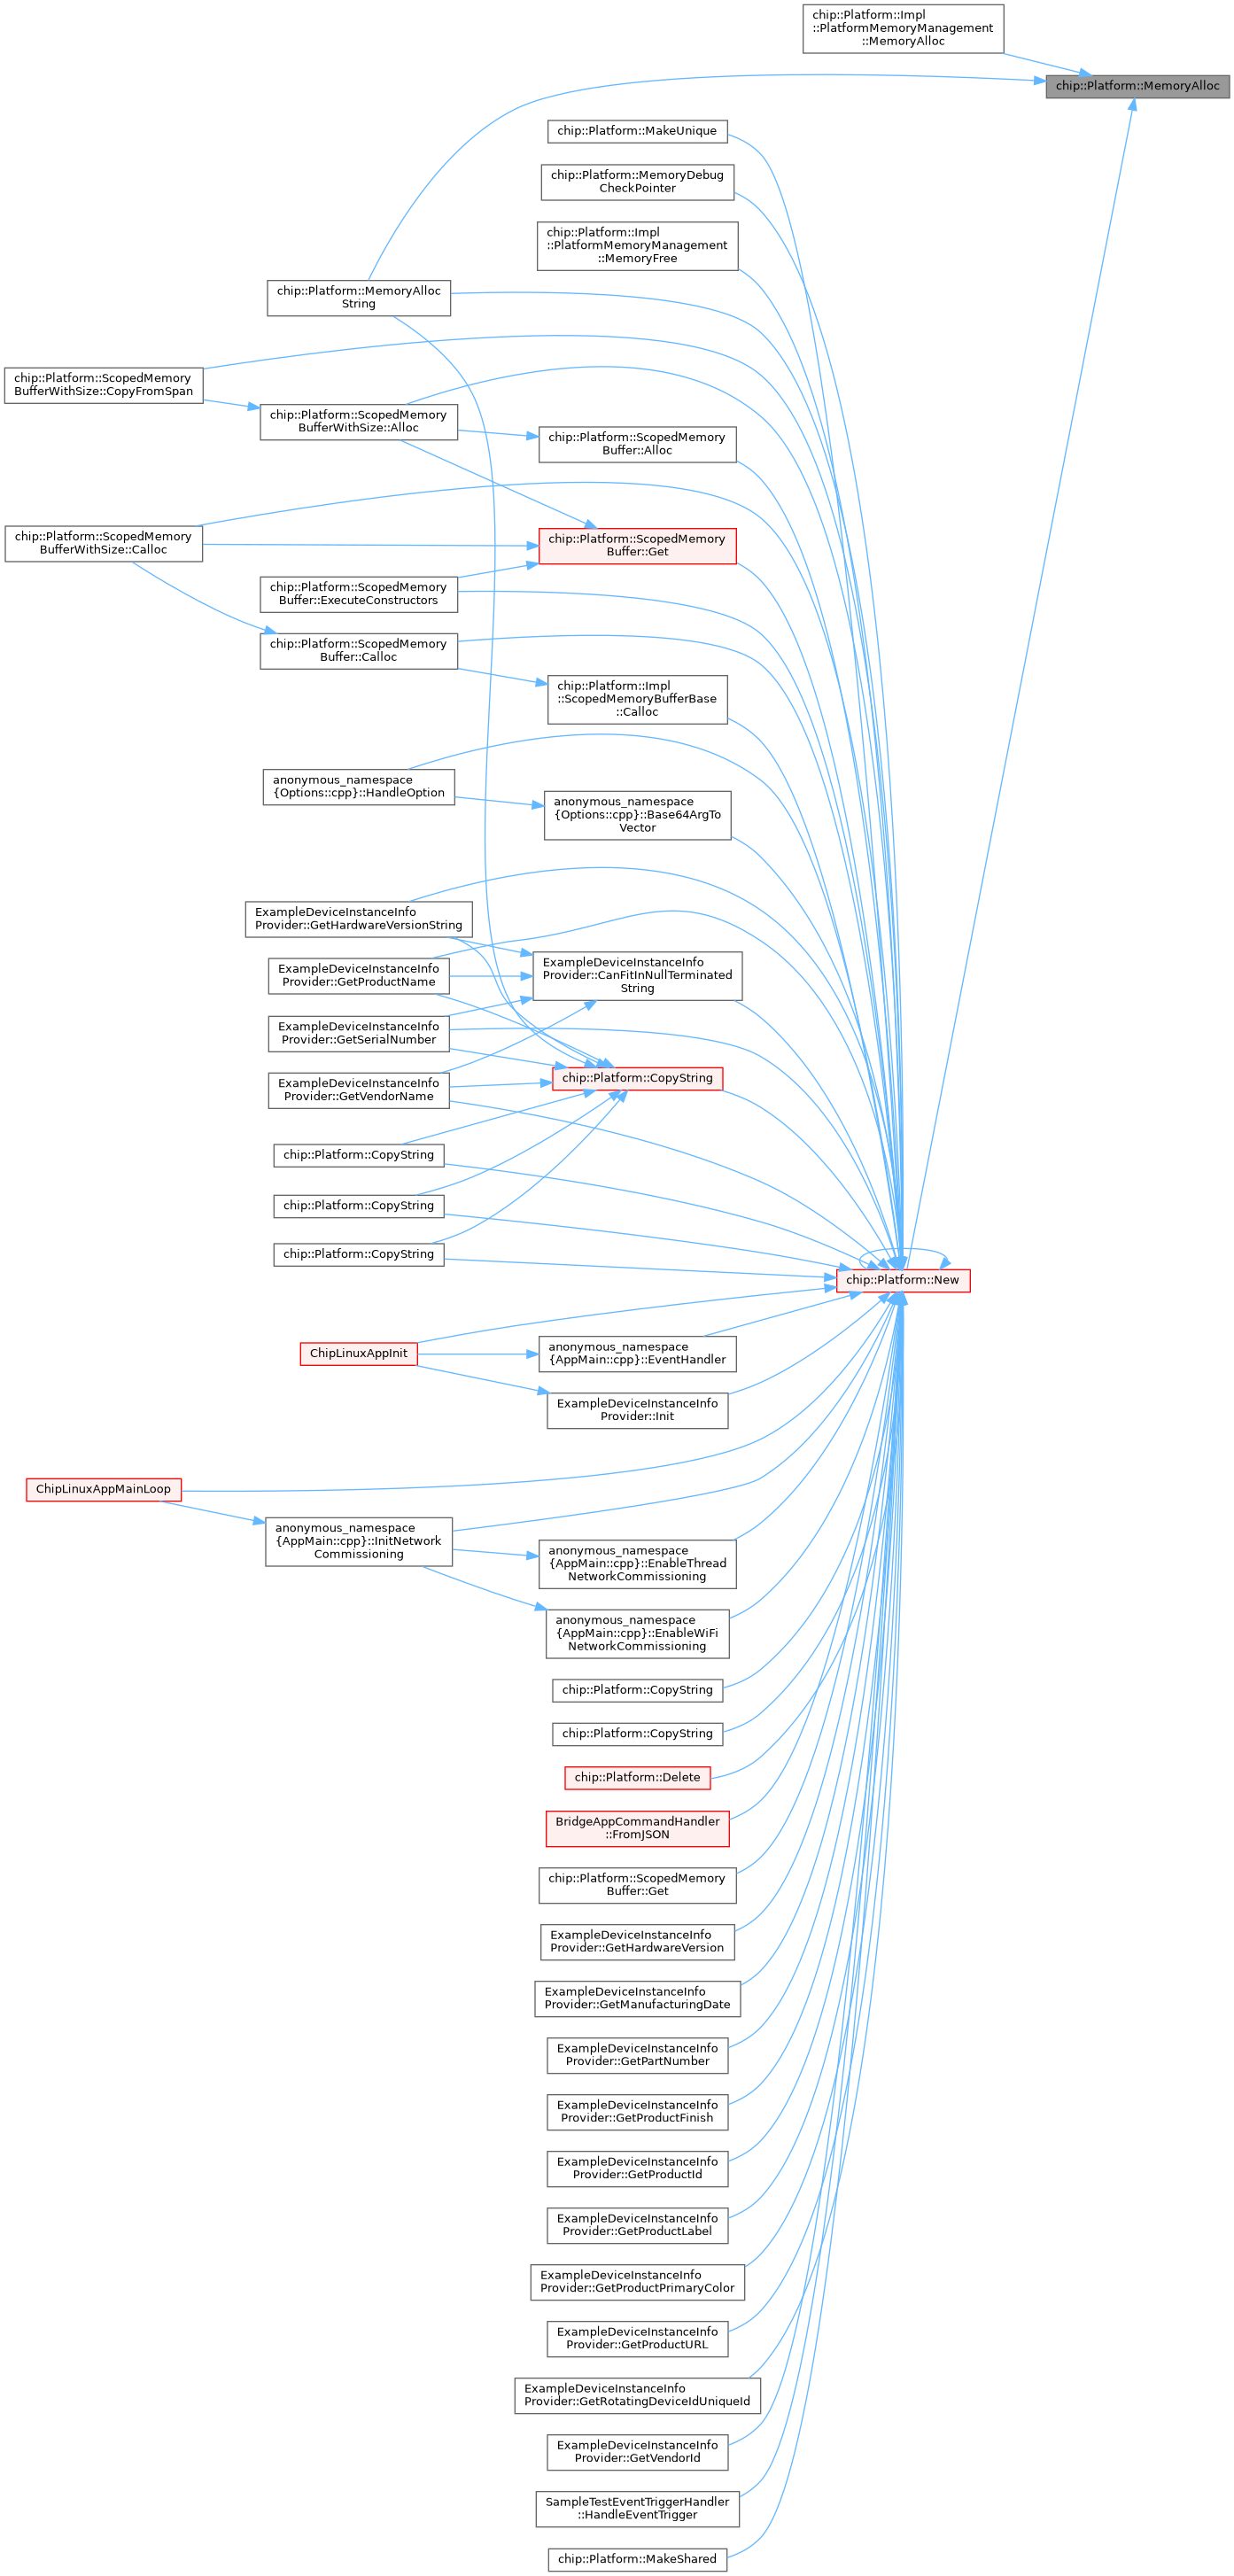 chip::Platform::Impl
::PlatformMemoryManagement
::MemoryAlloc
chip::Platform::MemoryAlloc
chip::Platform::MakeUnique
chip::Platform::MemoryDebug
CheckPointer
chip::Platform::Impl
::PlatformMemoryManagement
::MemoryFree
chip::Platform::MemoryAlloc
String
chip::Platform::ScopedMemory
BufferWithSize::CopyFromSpan
chip::Platform::ScopedMemory
BufferWithSize::Alloc
chip::Platform::ScopedMemory
Buffer::Alloc
chip::Platform::ScopedMemory
BufferWithSize::Calloc
chip::Platform::ScopedMemory
Buffer::Get
chip::Platform::ScopedMemory
Buffer::ExecuteConstructors
chip::Platform::ScopedMemory
Buffer::Calloc
chip::Platform::Impl
::ScopedMemoryBufferBase
::Calloc
anonymous_namespace
{Options::cpp}::HandleOption
anonymous_namespace
{Options::cpp}::Base64ArgTo
Vector
ExampleDeviceInstanceInfo
Provider::GetHardwareVersionString
ExampleDeviceInstanceInfo
Provider::CanFitInNullTerminated
String
ExampleDeviceInstanceInfo
Provider::GetProductName
ExampleDeviceInstanceInfo
Provider::GetSerialNumber
chip::Platform::CopyString
ExampleDeviceInstanceInfo
Provider::GetVendorName
chip::Platform::CopyString
chip::Platform::CopyString
chip::Platform::CopyString
chip::Platform::New
ChipLinuxAppInit
anonymous_namespace
{AppMain::cpp}::EventHandler
ExampleDeviceInstanceInfo
Provider::Init
ChipLinuxAppMainLoop
anonymous_namespace
{AppMain::cpp}::InitNetwork
Commissioning
anonymous_namespace
{AppMain::cpp}::EnableThread
NetworkCommissioning
anonymous_namespace
{AppMain::cpp}::EnableWiFi
NetworkCommissioning
chip::Platform::CopyString
chip::Platform::CopyString
chip::Platform::Delete
BridgeAppCommandHandler
::FromJSON
chip::Platform::ScopedMemory
Buffer::Get
ExampleDeviceInstanceInfo
Provider::GetHardwareVersion
ExampleDeviceInstanceInfo
Provider::GetManufacturingDate
ExampleDeviceInstanceInfo
Provider::GetPartNumber
ExampleDeviceInstanceInfo
Provider::GetProductFinish
ExampleDeviceInstanceInfo
Provider::GetProductId
ExampleDeviceInstanceInfo
Provider::GetProductLabel
ExampleDeviceInstanceInfo
Provider::GetProductPrimaryColor
ExampleDeviceInstanceInfo
Provider::GetProductURL
ExampleDeviceInstanceInfo
Provider::GetRotatingDeviceIdUniqueId
ExampleDeviceInstanceInfo
Provider::GetVendorId
SampleTestEventTriggerHandler
::HandleEventTrigger
chip::Platform::MakeShared